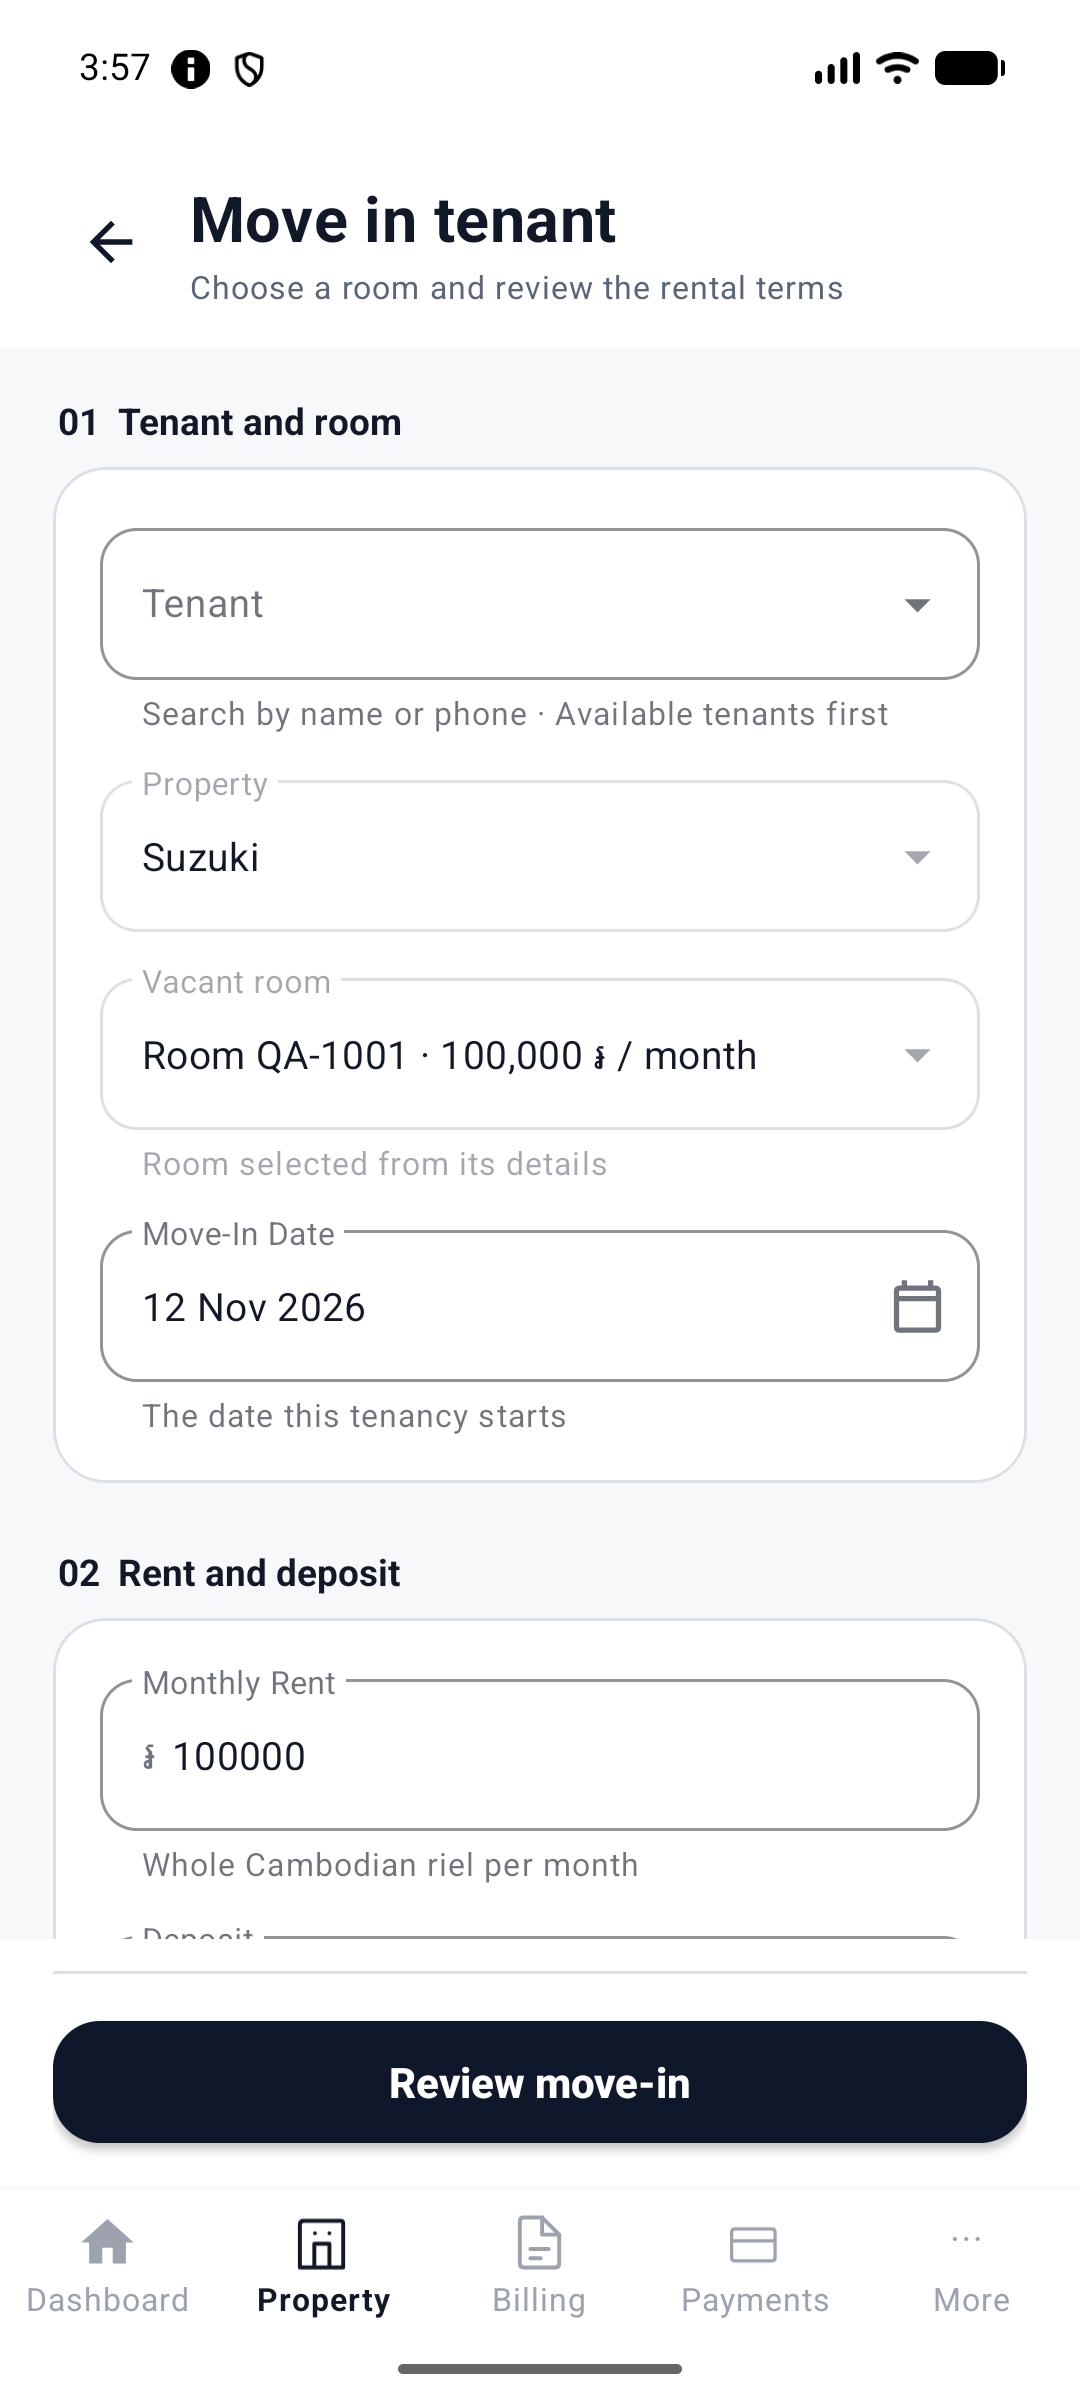 3:57
Move in tenant
Choose a room and review the rental terms
01 Tenant and room
Tenant
Search by name or phone · Available tenants first
Property
Suzuki
Vacant room
Room QA-1001 · 100,000 ៛ / month
Room selected from its details
Move-In Date
12 Nov 2026
The date this tenancy starts
02 Rent and deposit
Monthly Rent
៛ 100000
Whole Cambodian riel per month
Deposit
Review move-in
Dashboard
Property
Billing
Payments
More